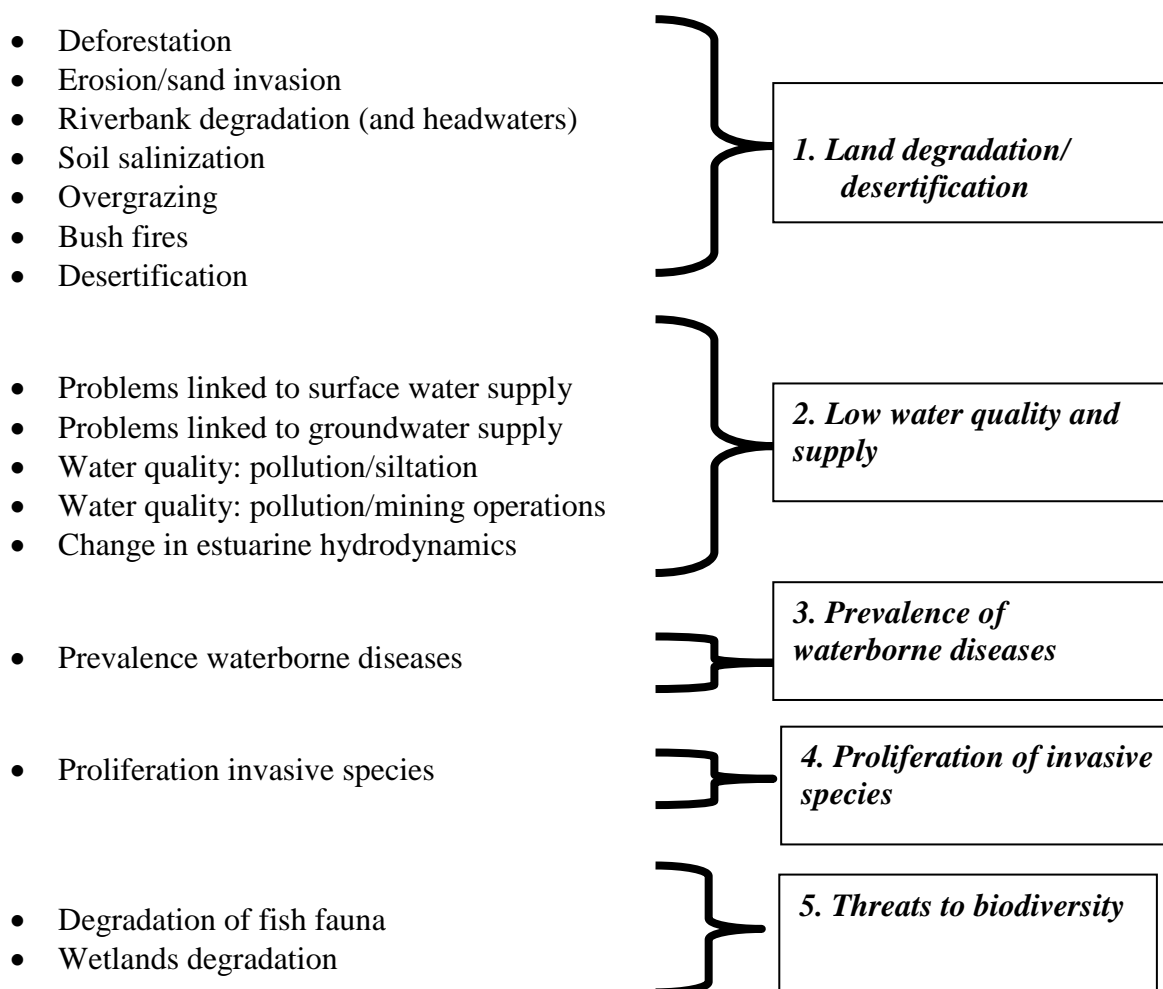 • Deforestation
• Erosion/sand invasion
• Riverbank degradation (and headwaters)
• Soil salinization
• Overgrazing
• Bush fires
• Desertification
1. Land degradation/
desertification
• Problems linked to surface water supply
• Problems linked to groundwater supply
• Water quality: pollution/siltation
• Water quality: pollution/mining operations
• Change in estuarine hydrodynamics
2. Low water quality and
supply
• Prevalence waterborne diseases
3. Prevalence of
waterborne diseases
• Proliferation invasive species
4. Proliferation of invasive
species
• Degradation of fish fauna
• Wetlands degradation
5. Threats to biodiversity